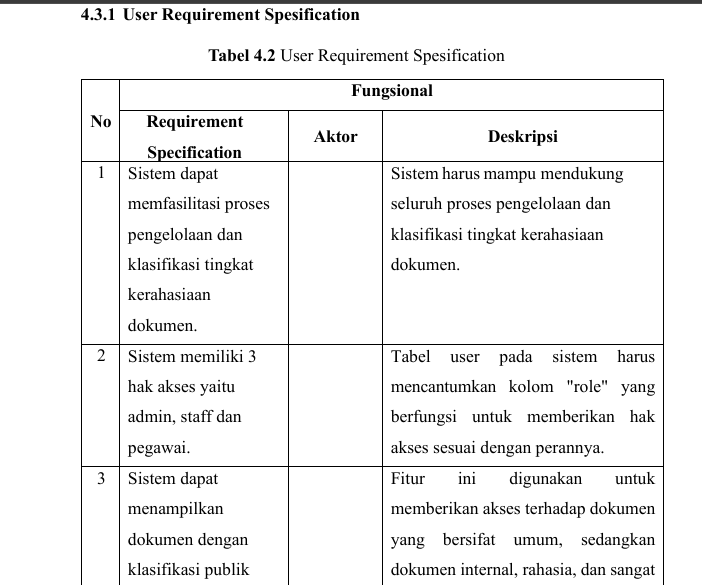 4.3.1 User Requirement Spesification
Tabel 4.2 User Requirement Spesification
No
Fungsional
Requirement
Specification
Aktor
Deskripsi
1
Sistem dapat
memfasilitasi proses
pengelolaan dan
klasifikasi tingkat
kerahasiaan
dokumen.
Sistem harus mampu mendukung
seluruh proses pengelolaan dan
klasifikasi tingkat kerahasiaan
dokumen.
2
Sistem memiliki 3
hak akses yaitu
admin, staff dan
pegawai.
Tabel user pada sistem harus
mencantumkan kolom "role" yang
berfungsi untuk memberikan hak
akses sesuai dengan perannya.
3
Sistem dapat
menampilkan
dokumen dengan
klasifikasi publik
Fitur ini digunakan untuk
memberikan akses terhadap dokumen
yang bersifat umum, sedangkan
dokumen internal, rahasia, dan sangat